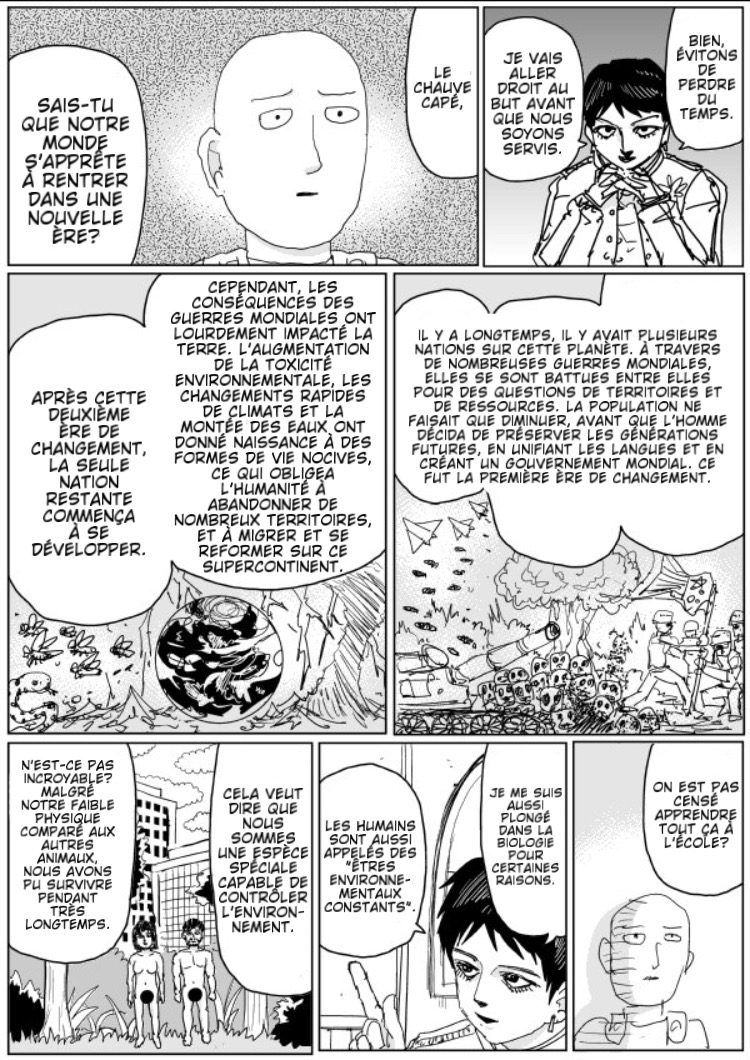 BIEN,
ÉVITONS
DE
PERDRE
DU
TEMPS.
JE VAIS
ALLER
DROIT AU
BUT AVANT
QUE NOUS
SOYONS
SERVIS.
LE
CHAUVE
CAPÉ,
SAIS-TU
QUE NOTRE
MONDE
S'APPRÊTE
À RENTRER
DANS UNE
NOUVELLE
ÈRE?
IL Y A LONGTEMPS, IL Y AVAIT PLUSIEURS
NATIONS SUR CETTE PLANÈTE. À TRAVERS
DE NOMBREUSES GUERRES MONDIALES,
ELLES SE SONT BATTUES ENTRE ELLES
POUR DES QUESTIONS DE TERRITOIRES ET
DE RESSOURCES. LA POPULATION NE
FAISAIT QUE DIMINUER, AVANT QUE L'HOMME
DÉCIDA DE PRÉSERVER LES GÉNÉRATIONS
FUTURES, EN UNIFIANT LES LANGUES ET EN
CRÉANT UN GOUVERNEMENT MONDIAL. CE
FUT LA PREMIÈRE ÈRE DE CHANGEMENT.
CEPENDANT, LES
CONSÉQUENCES DES
GUERRES MONDIALES ONT
LOURDEMENT IMPACTÉ LA
TERRE. L'AUGMENTATION
DE LA TOXICITÉ
ENVIRONNEMENTALE, LES
CHANGEMENTS RAPIDES
DE CLIMATS ET LA
MONTÉE DES EAUX ONT
DONNÉ NAISSANCE À DES
FORMES DE VIE NOCIVES,
CE QUI OBLIGEA
L'HUMANITÉ À
ABANDONNER DE
NOMBREUX TERRITOIRES,
ET À MIGRER ET SE
REFORMER SUR CE
SUPERCONTINENT.
APRÈS CETTE
DEUXIÈME
ÈRE DE
CHANGEMENT,
LA SEULE
NATION
RESTANTE
COMMENÇA
À SE
DÉVELOPPER.
ON EST PAS
CENSÉ
APPRENDRE
TOUT ÇA À
L'ÉCOLE?
JE ME SUIS
AUSSI
PLONGÉ
DANS LA
BIOLOGIE
POUR
CERTAINES
RAISONS.
LES HUMAINS
SONT AUSSI
APPELÉS DES
"ÊTRES
ENVIRONNE-
MENTAUX
CONSTANTS".
CELA VEUT
DIRE QUE
NOUS
SOMMES
UNE ESPÈCE
SPÉCIALE
CAPABLE DE
CONTRÔLER
L'ENVIRON-
NEMENT.
N'EST-CE PAS
INCROYABLE?
MALGRÉ
NOTRE FAIBLE
PHYSIQUE
COMPARÉ AUX
AUTRES
ANIMAUX,
NOUS AVONS
PU SURVIVRE
PENDANT
TRÈS
LONGTEMPS.